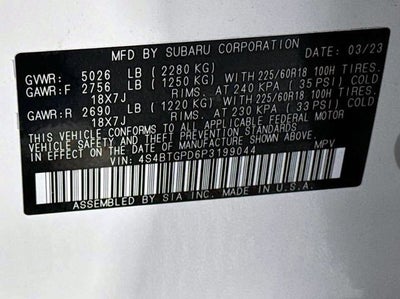 MFD BY SUBARU CORPORATION DATE: 03/23
GVWR: 5026 LB (2280 KG)
GAWR:F 2756 LB (1250 KG) WITH 225/60R18 100H TIRES.
18X7J RIMS. AT 240 KPA (35 PSI) COLD
GAWR:R 2690 LB (1220 KG) WITH 225/60R18 100H TIRES.
18X7J RIMS. AT 230 KPA (33 PSI) COLD
THIS VEHICLE CONFORMS TO ALL APPLICABLE FEDERAL MOTOR
VEHICLE SAFETY AND THEFT PREVENTION STANDARDS IN EFFECT
ON THE DATE OF MANUFACTURE SHOWN ABOVE.
VIN: 4S4BTGPD6P3199044 MPV
ASSEMBLED BY SIA INC. MADE IN U.S.A.